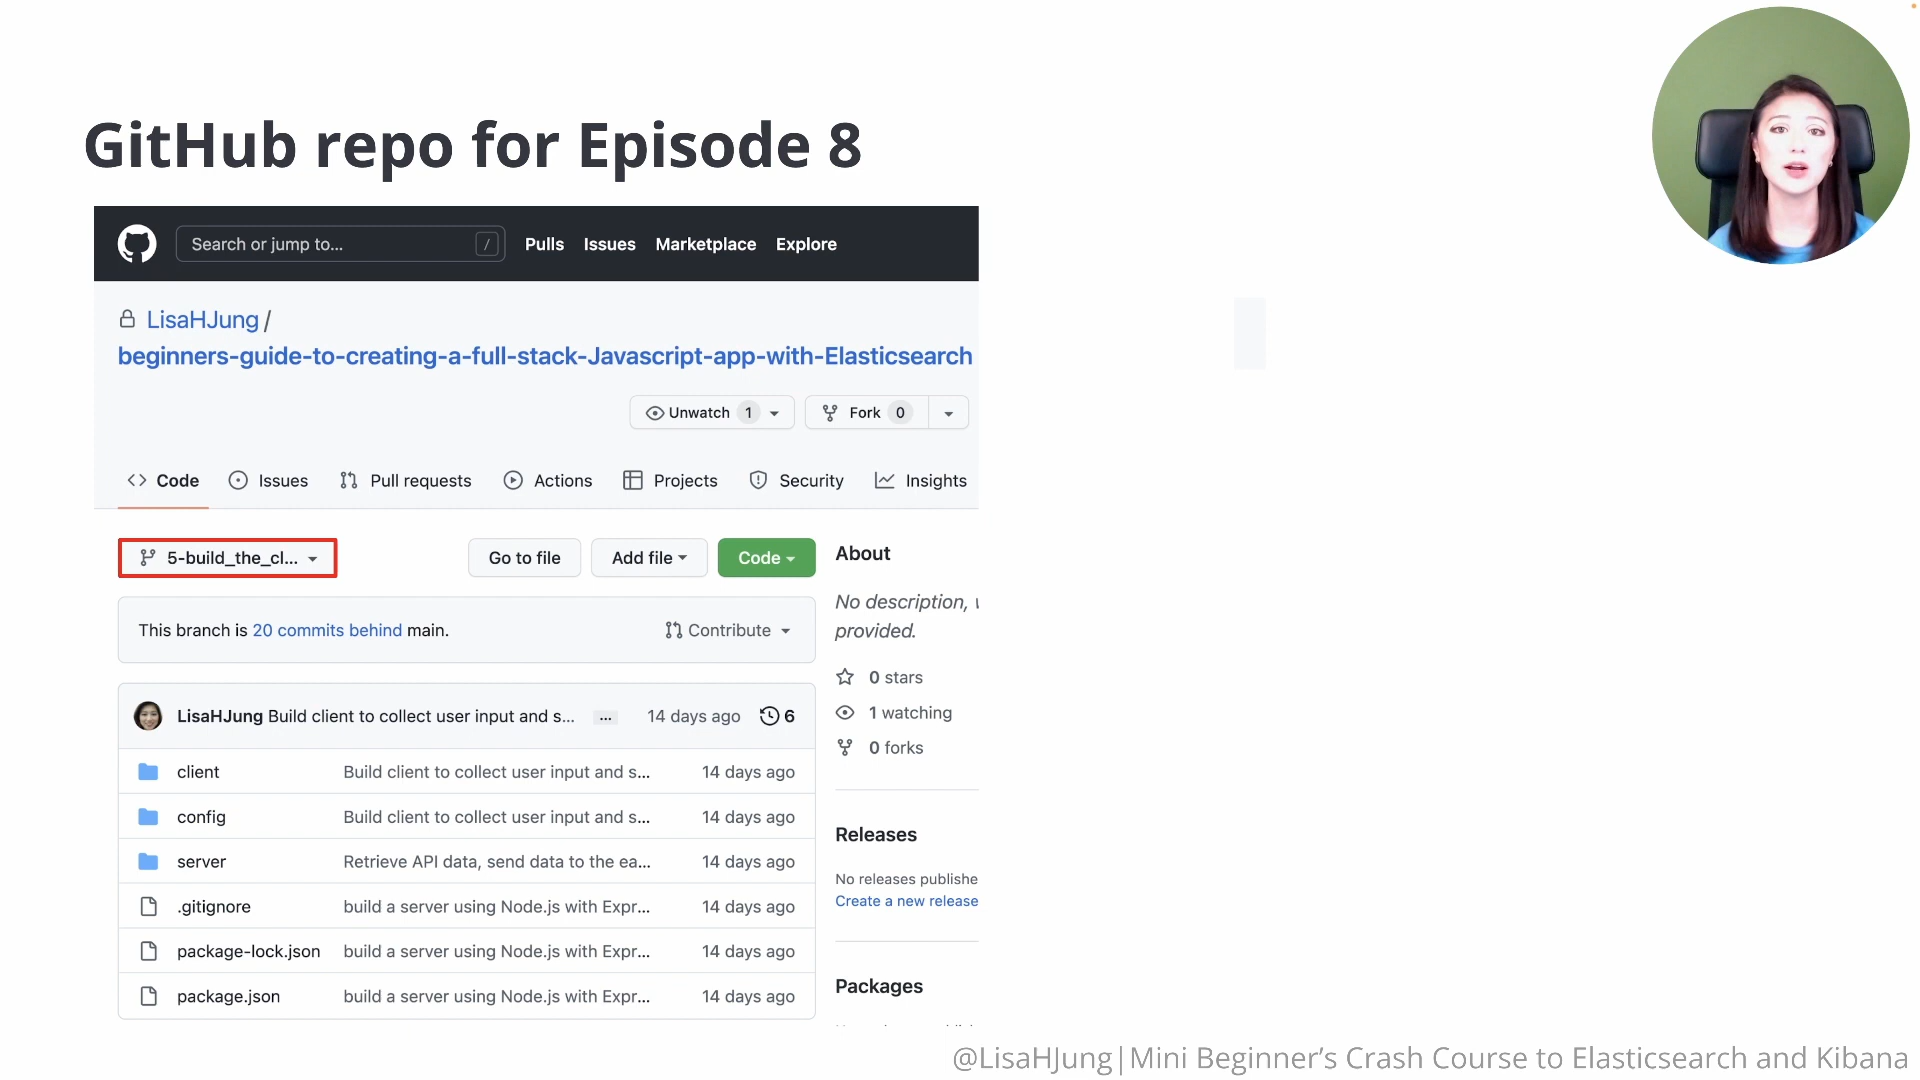 GitHub repo for Episode 8
Search or jump to... /
Pulls Issues Marketplace Explore
LisaHJung /
beginners-guide-to-creating-a-full-stack-Javascript-app-with-Elasticsearch
Unwatch 1 Fork 0
Code Issues Pull requests Actions Projects Security Insights
5-build_the_cl... Go to file Add file Code
This branch is 20 commits behind main. Contribute
LisaHJung Build client to collect user input and s... ... 14 days ago 6
client Build client to collect user input and s... 14 days ago
config Build client to collect user input and s... 14 days ago
server Retrieve API data, send data to the ea... 14 days ago
.gitignore build a server using Node.js with Expr... 14 days ago
package-lock.json build a server using Node.js with Expr... 14 days ago
package.json build a server using Node.js with Expr... 14 days ago
About
No description,
provided.
0 stars
1 watching
0 forks
Releases
No releases publishe
Create a new release
Packages
@LisaHJung|Mini Beginner's Crash Course to Elasticsearch and Kibana